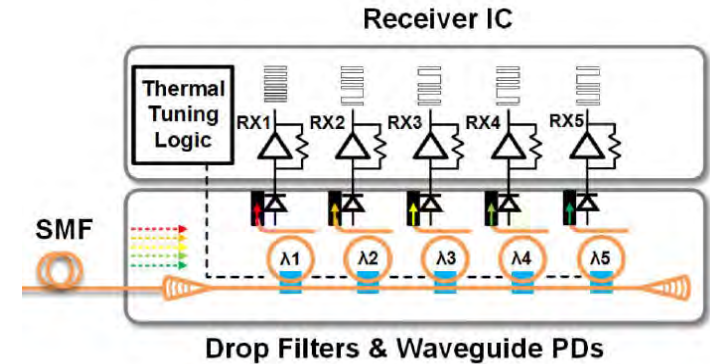 Receiver IC
Thermal
Tuning
Logic
RX1
RX2
RX3
RX4
RX5
SMF
λ1
λ2
λ3
λ4
λ5
Drop Filters & Waveguide PDs